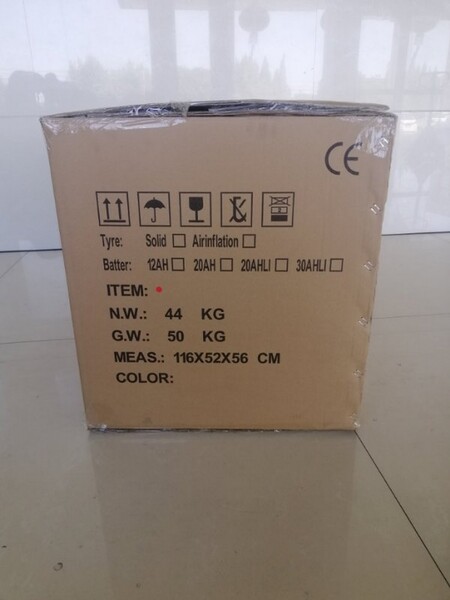 CE
Tyre: Solid □ Airinflation □
Batter: 12AH □ 20AH □ 20AHLI □ 30AHLI □
ITEM:
N.W.: 44 KG
G.W.: 50 KG
MEAS.: 116X52X56 CM
COLOR: